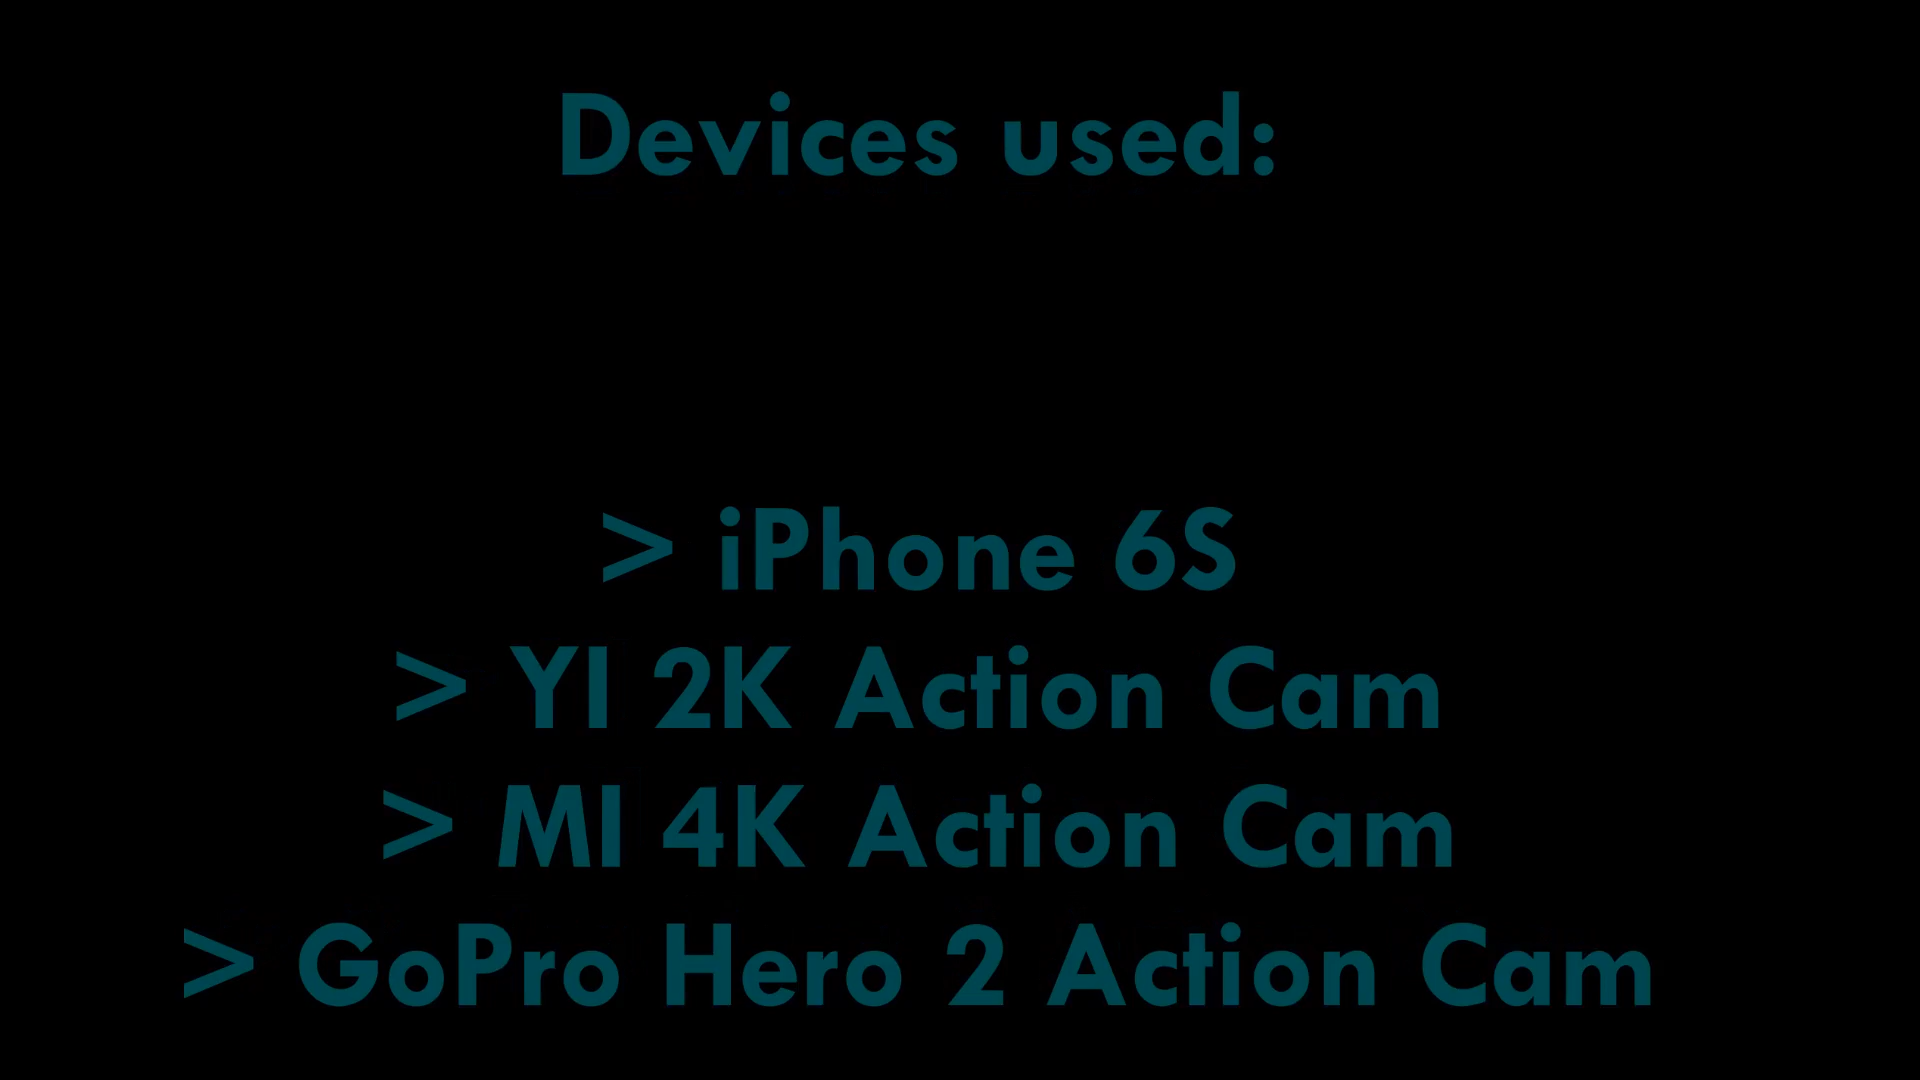 Devices used:
> iPhone 6S
> YI 2K Action Cam
> MI 4K Action Cam
> GoPro Hero 2 Action Cam